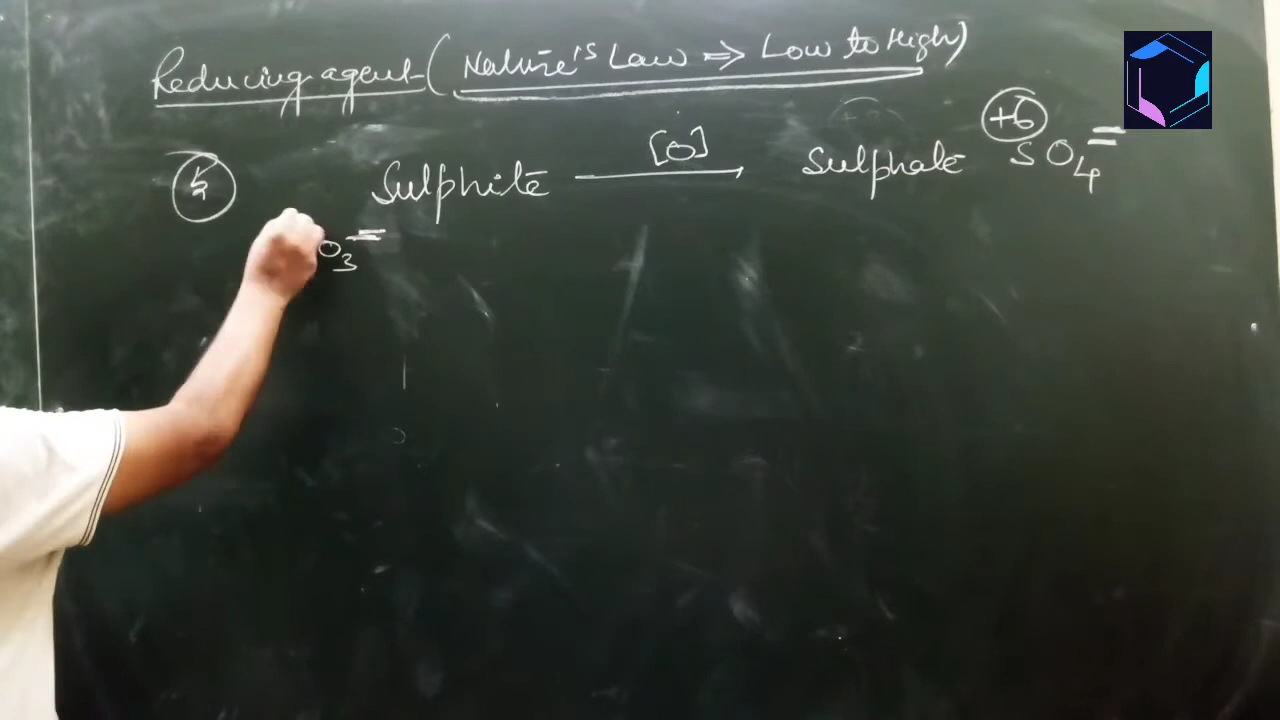 Reducing agent (Nature's Law ⇒ Low to High)
5 Sulphite [O] → Sulphate +6 SO4=
O3=